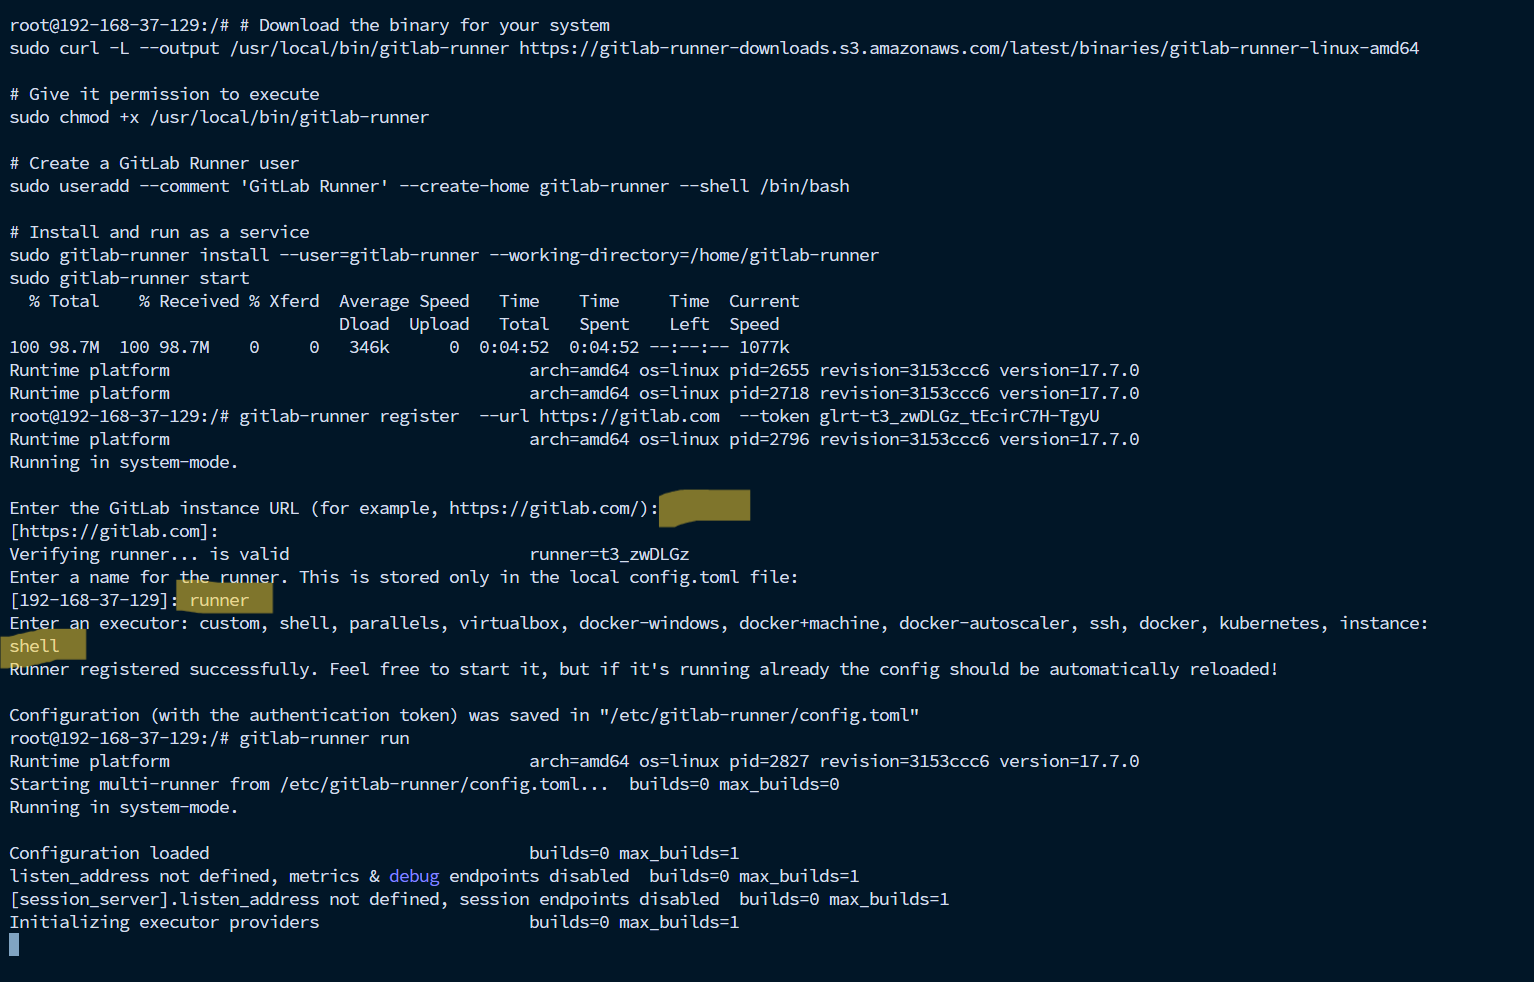 root@192-168-37-129:/# # Download the binary for your system
sudo curl -L --output /usr/local/bin/gitlab-runner https://gitlab-runner-downloads.s3.amazonaws.com/latest/binaries/gitlab-runner-linux-amd64
# Give it permission to execute
sudo chmod +x /usr/local/bin/gitlab-runner
# Create a GitLab Runner user
sudo useradd --comment 'GitLab Runner' --create-home gitlab-runner --shell /bin/bash
# Install and run as a service
sudo gitlab-runner install --user=gitlab-runner --working-directory=/home/gitlab-runner
sudo gitlab-runner start
% Total % Received % Xferd Average Speed Time Time Time Current
Dload Upload Total Spent Left Speed
100 98.7M 100 98.7M 0 0 346k 0 0:04:52 0:04:52 --:--:-- 1077k
Runtime platform arch=amd64 os=linux pid=2655 revision=3153ccc6 version=17.7.0
Runtime platform arch=amd64 os=linux pid=2718 revision=3153ccc6 version=17.7.0
root@192-168-37-129:/# gitlab-runner register --url https://gitlab.com --token glrt-t3_zwDLGz_tEcirC7H-TgyU
Runtime platform arch=amd64 os=linux pid=2796 revision=3153ccc6 version=17.7.0
Running in system-mode.
Enter the GitLab instance URL (for example, https://gitlab.com/):
[https://gitlab.com]:
Verifying runner... is valid runner=t3_zwDLGz
Enter a name for the runner. This is stored only in the local config.toml file:
[192-168-37-129]: runner
Enter an executor: custom, shell, parallels, virtualbox, docker-windows, docker+machine, docker-autoscaler, ssh, docker, kubernetes, instance:
shell
Runner registered successfully. Feel free to start it, but if it's running already the config should be automatically reloaded!
Configuration (with the authentication token) was saved in "/etc/gitlab-runner/config.toml"
root@192-168-37-129:/# gitlab-runner run
Runtime platform arch=amd64 os=linux pid=2827 revision=3153ccc6 version=17.7.0
Starting multi-runner from /etc/gitlab-runner/config.toml... builds=0 max_builds=0
Running in system-mode.
Configuration loaded builds=0 max_builds=1
listen_address not defined, metrics & debug endpoints disabled builds=0 max_builds=1
[session_server].listen_address not defined, session endpoints disabled builds=0 max_builds=1
Initializing executor providers builds=0 max_builds=1